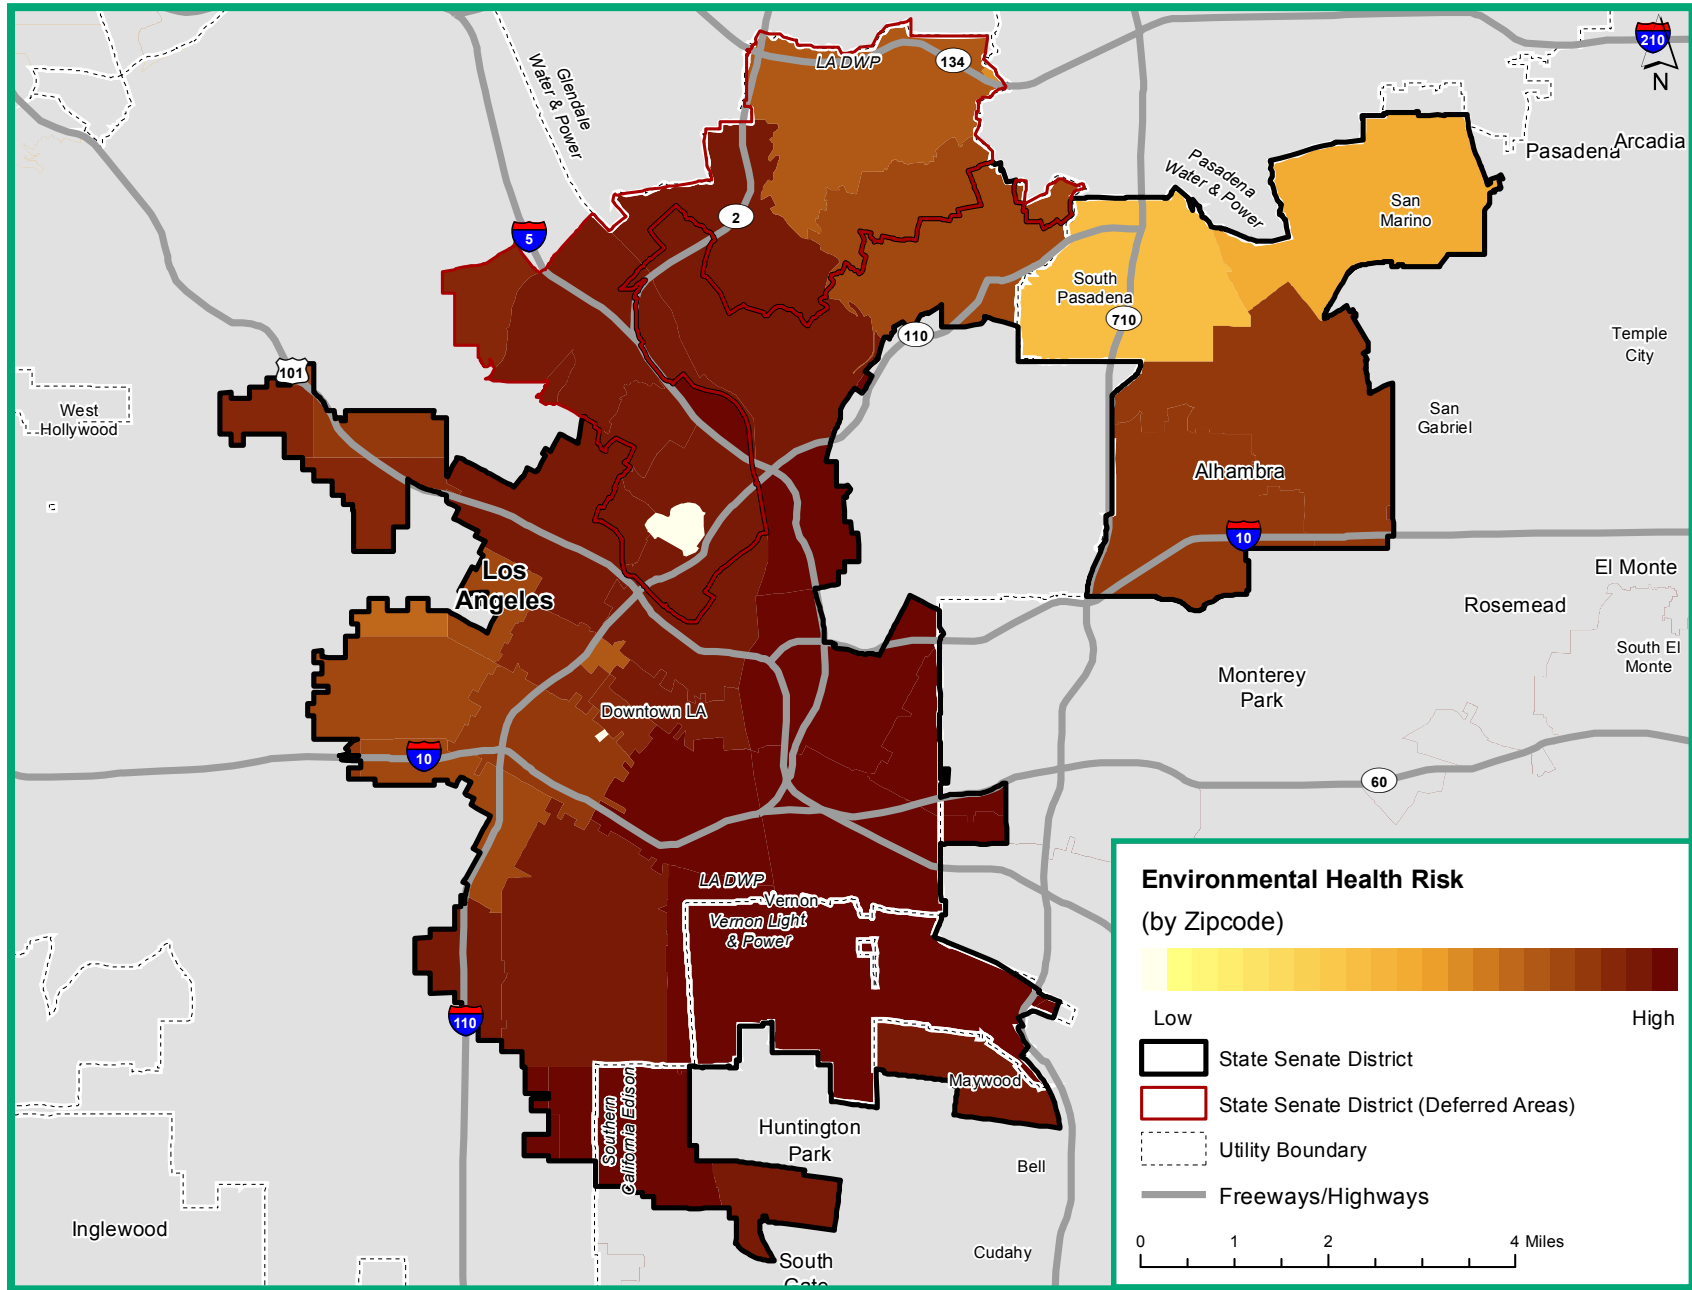 LA DWP
134
210
N
Glendale
Water & Power
Arcadia
Pasadena
Pasadena
Water & Power
San
Marino
2
5
South
Pasadena
710
110
Temple
City
101
West
Hollywood
San
Gabriel
Alhambra
10
Los
Angeles
El Monte
Rosemead
South El
Monte
Monterey
Park
Downtown LA
10
60
LA DWP
Vernon
Vernon Light
& Power
110
Maywood
Southern
California Edison
Huntington
Park
Bell
Inglewood
Cudahy
South
Gate
Environmental Health Risk
(by Zipcode)
Low
High
State Senate District
State Senate District (Deferred Areas)
Utility Boundary
Freeways/Highways
0 1 2 4 Miles